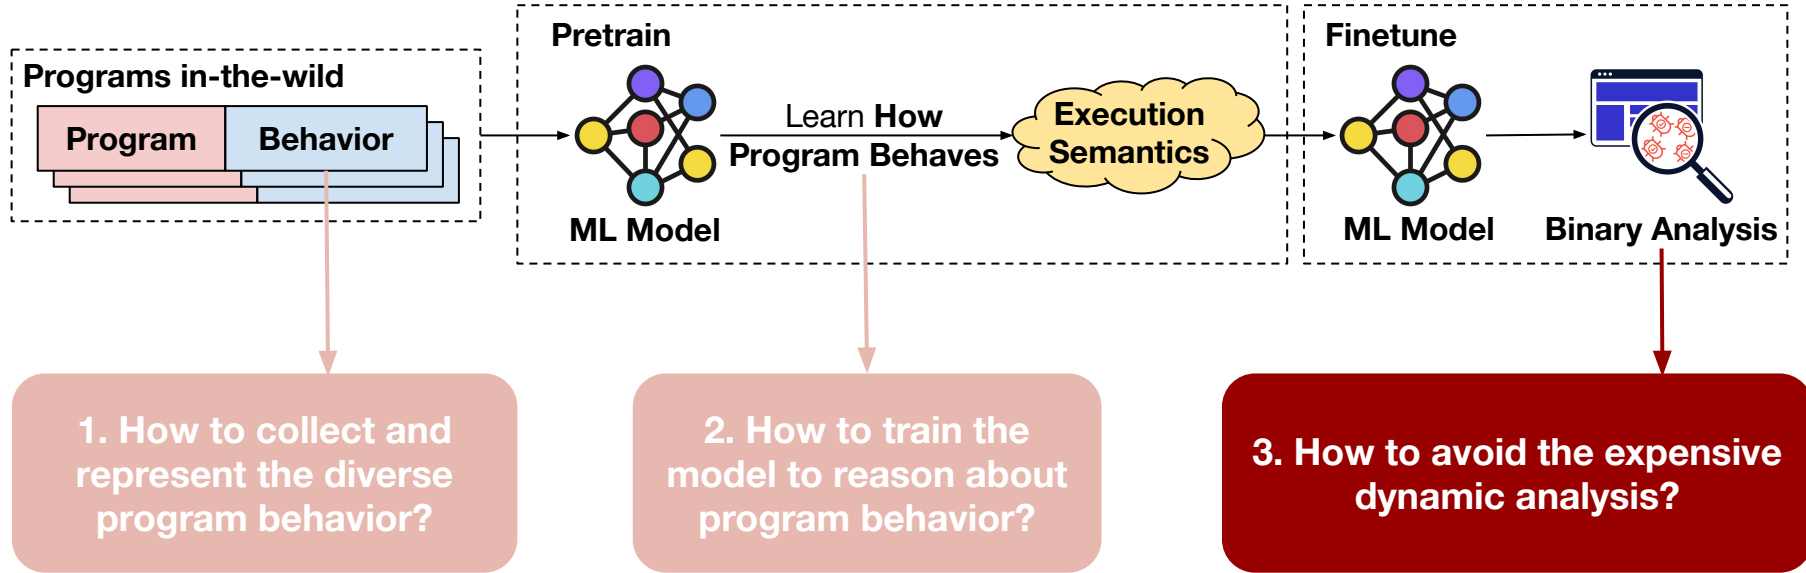 Programs in-the-wild
Program
Behavior
Pretrain
ML Model
Learn How
Program Behaves
Execution
Semantics
Finetune
ML Model
Binary Analysis
1. How to collect and
represent the diverse
program behavior?
2. How to train the
model to reason about
program behavior?
3. How to avoid the expensive
dynamic analysis?